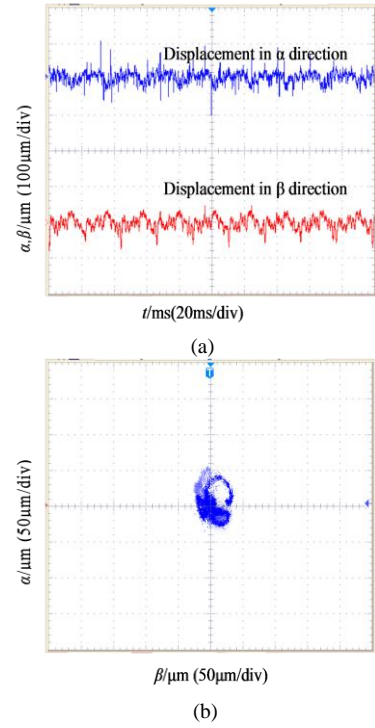 Displacement in α direction
α,β/μm (100μm/div)
Displacement in β direction
t/ms(20ms/div)
(a)
T
α/μm (50μm/div)
β/μm (50μm/div)
(b)